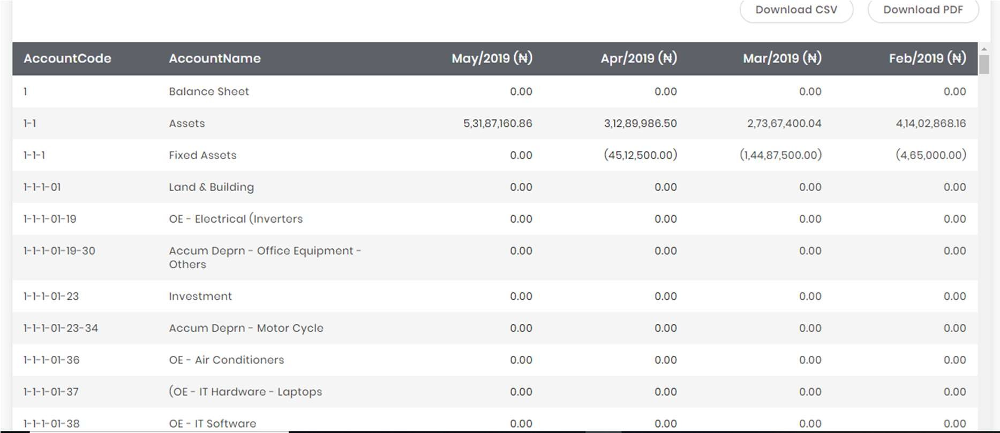 Download CSV Download PDF
AccountCode AccountName May/2019 (₦) Apr/2019 (₦) Mar/2019 (₦) Feb/2019 (₦)
1 Balance Sheet 0.00 0.00 0.00 0.00
1-1 Assets 5,31,87,160.86 3,12,89,986.50 2,73,67,400.04 4,14,02,868.16
1-1-1 Fixed Assets 0.00 (45,12,500.00) (1,44,87,500.00) (4,65,000.00)
1-1-1-01 Land & Building 0.00 0.00 0.00 0.00
1-1-1-01-19 OE - Electrical (Inverters 0.00 0.00 0.00 0.00
1-1-1-01-19-30 Accum Deprn - Office Equipment - 0.00 0.00 0.00 0.00
Others
1-1-1-01-23 Investment 0.00 0.00 0.00 0.00
1-1-1-01-23-34 Accum Deprn - Motor Cycle 0.00 0.00 0.00 0.00
1-1-1-01-36 OE - Air Conditioners 0.00 0.00 0.00 0.00
1-1-1-01-37 (OE - IT Hardware - Laptops 0.00 0.00 0.00 0.00
1-1-1-01-38 OE - IT Software 0.00 0.00 0.00 0.00